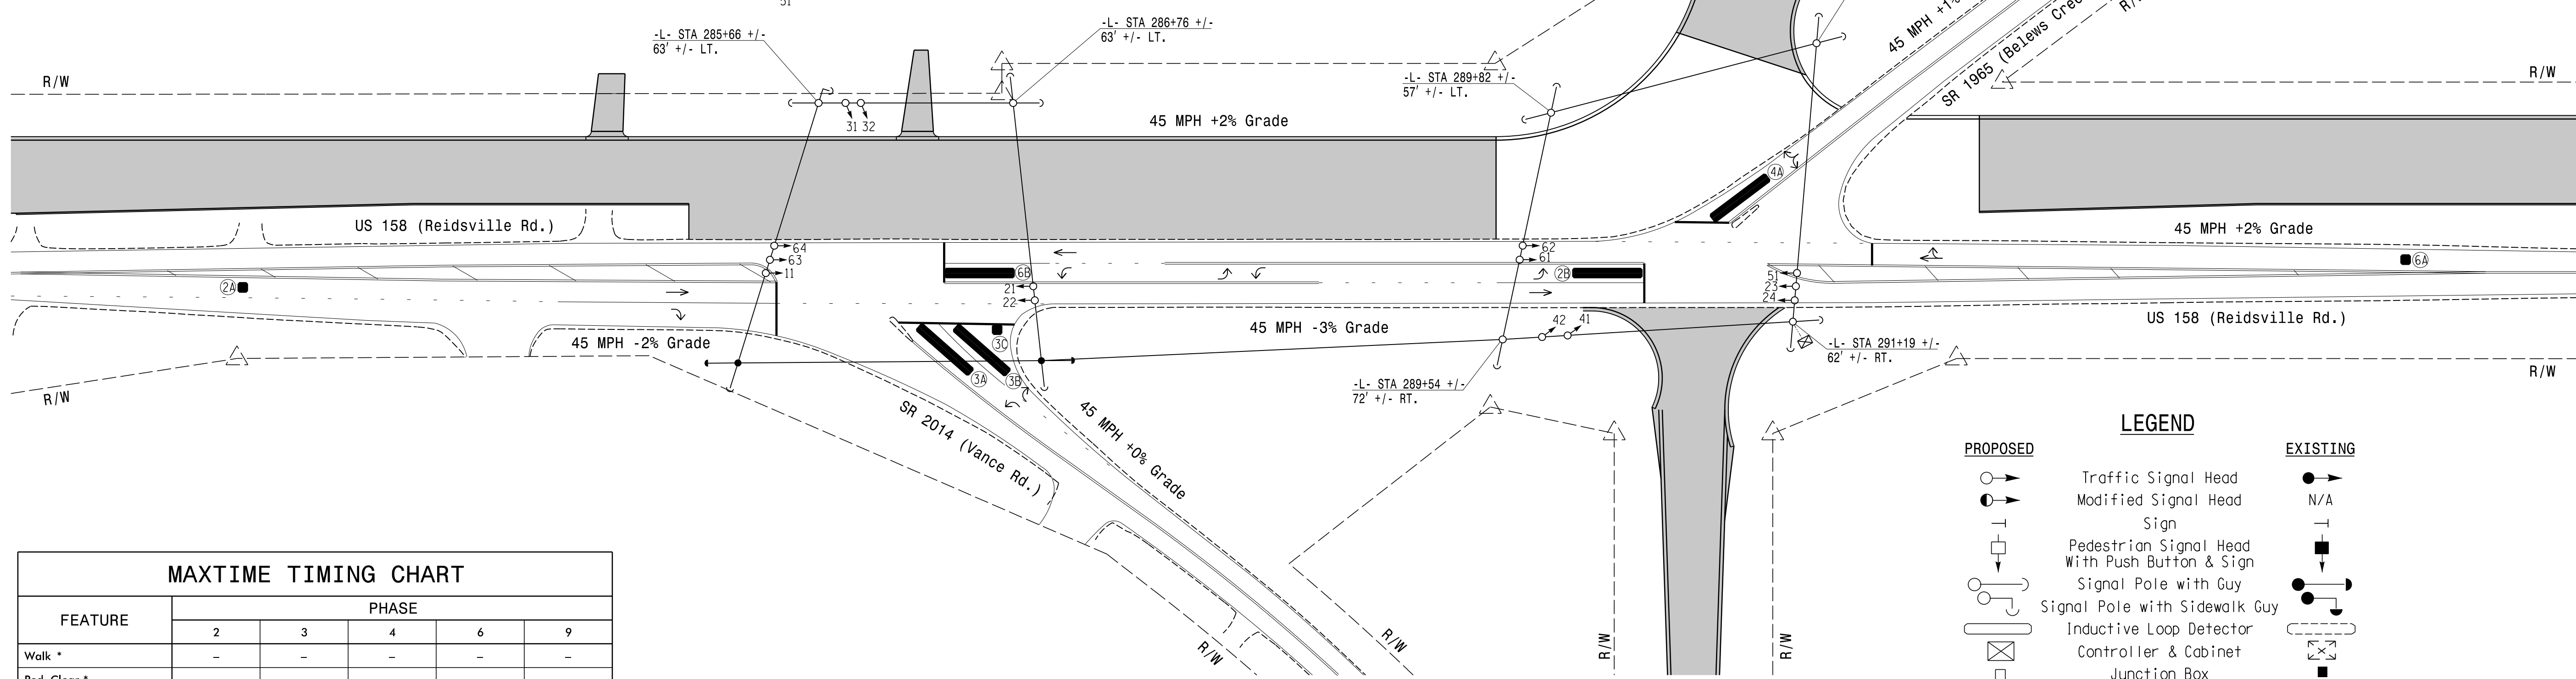 51
-L- STA 285+66 +/-
63' +/- LT.
-L- STA 286+76 +/-
63' +/- LT.
-L- STA 289+82 +/-
57' +/- LT.
45 MPH +1%
SR 1965 (Belews Cree
R/W
R/W
R/W
31 32
45 MPH +2% Grade
4A
US 158 (Reidsville Rd.)
64
63
11
62
61
45 MPH +2% Grade
2A
6B
2B
6A
21
22
51
23
24
45 MPH -2% Grade
3C
3A
3B
45 MPH -3% Grade
42
41
US 158 (Reidsville Rd.)
-L- STA 291+19 +/-
62' +/- RT.
-L- STA 289+54 +/-
72' +/- RT.
R/W
R/W
SR 2014 (Vance Rd.)
45 MPH +0% Grade
R/W
R/W
R/W
R/W
LEGEND
PROPOSED
EXISTING
Traffic Signal Head
Modified Signal Head
N/A
Sign
Pedestrian Signal Head
With Push Button & Sign
Signal Pole with Guy
Signal Pole with Sidewalk Guy
Inductive Loop Detector
Controller & Cabinet
Junction Box
MAXTIME TIMING CHART
FEATURE
PHASE
2 3 4 6 9
Walk * - - - - -
Ped Clear *